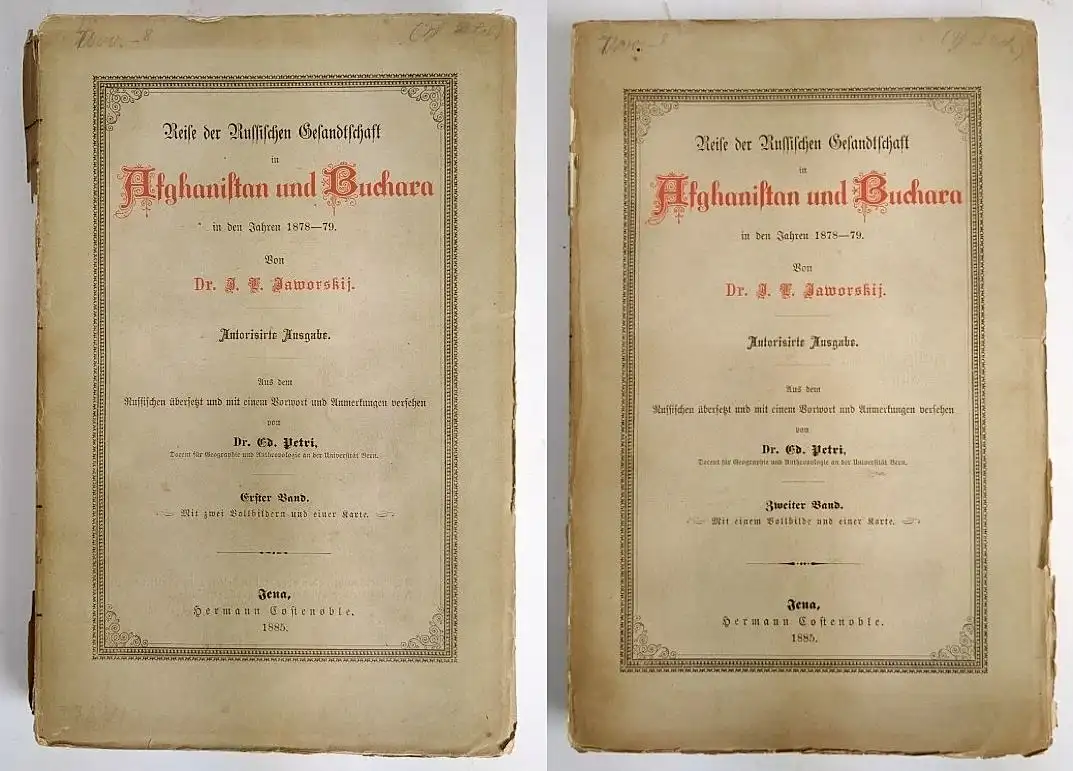 Reise der Russischen Gesandtschaft
in
Afghanistan und Buchara
in den Jahren 1878—79.
Von
Dr. J. L. Jaworskij.
Autorisirte Ausgabe.
Aus dem
Russischen übersetzt und mit einem Vorwort und Anmerkungen versehen
von
Dr. Ed. Petri,
Docent für Geographie und Anthropologie an der Universität Bern.
Erster Band.
Mit zwei Vollbildern und einer Karte.
Jena,
Hermann Costenoble.
1885.
Reise der Russischen Gesandtschaft
in
Afghanistan und Buchara
in den Jahren 1878—79.
Von
Dr. J. L. Jaworskij.
Autorisirte Ausgabe.
Aus dem
Russischen übersetzt und mit einem Vorwort und Anmerkungen versehen
von
Dr. Ed. Petri,
Docent für Geographie und Anthropologie an der Universität Bern.
Zweiter Band.
Mit einem Vollbilde und einer Karte.
Jena,
Hermann Costenoble.
1885.